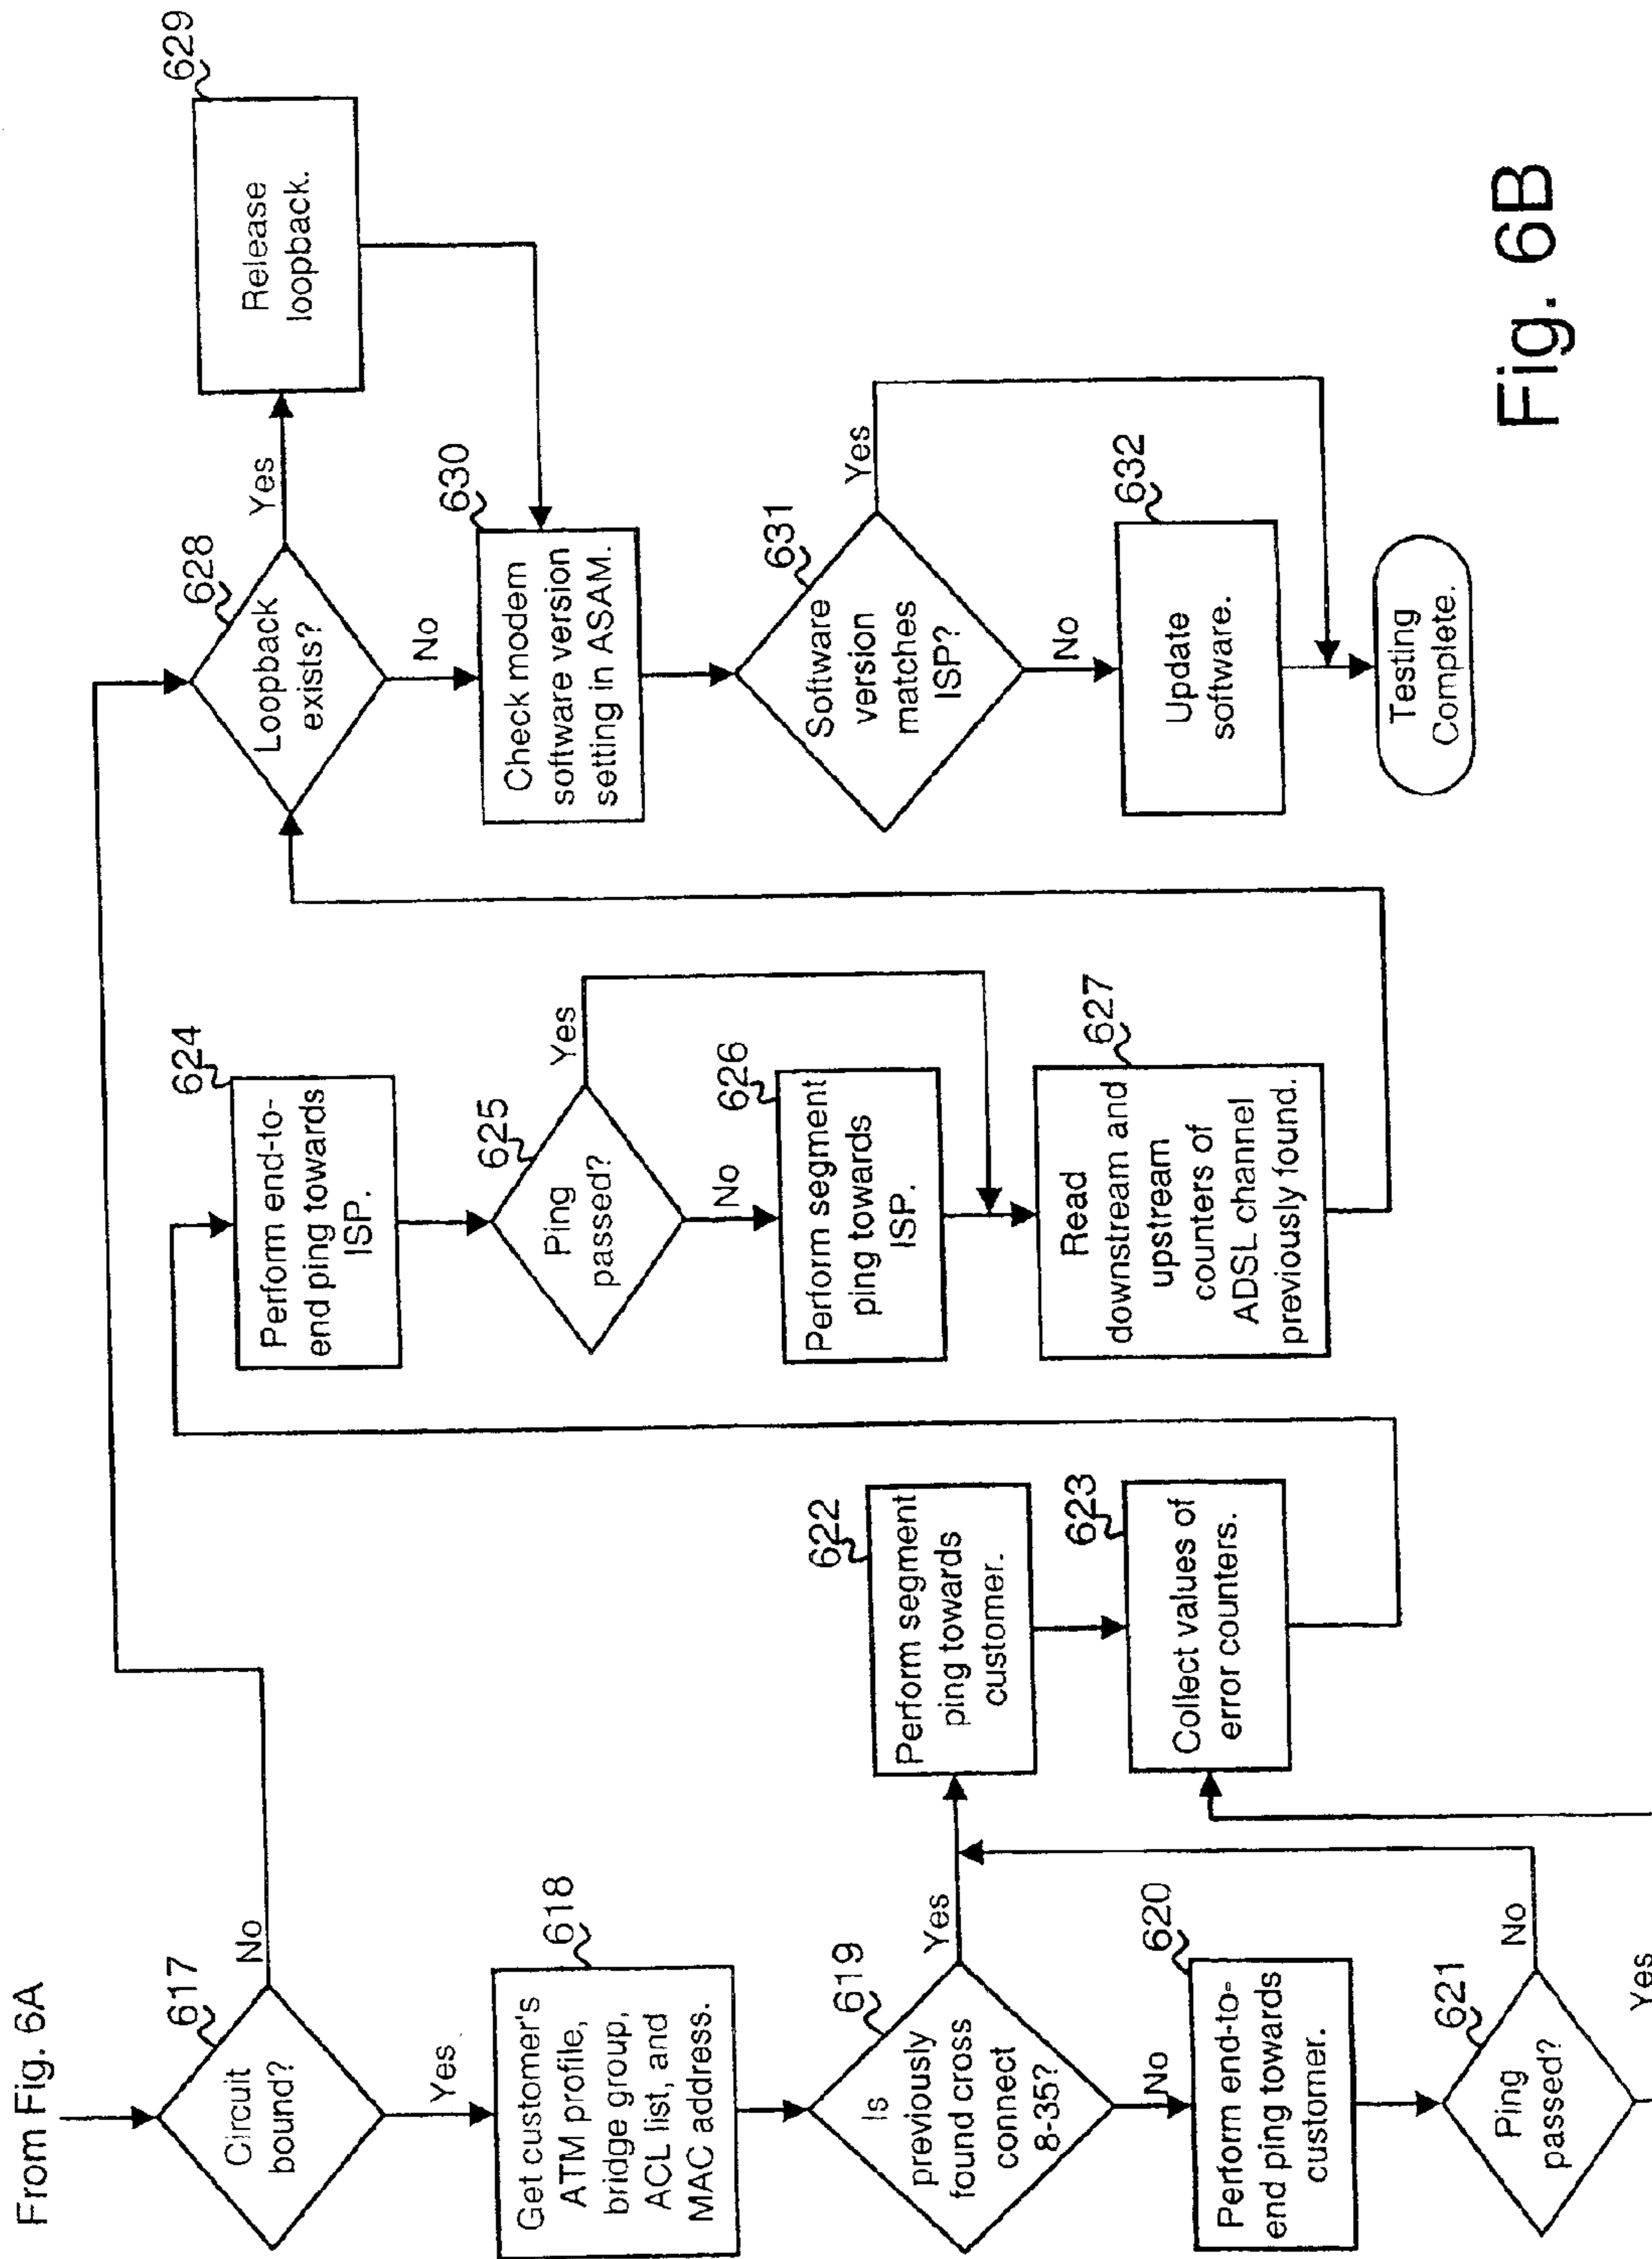 From Fig. 6A
617
Circuit
bound?
No
Yes
618
Get customer's
ATM profile,
bridge group,
ACL list, and
MAC address.
619
Is
previously
found cross
connect
8-35?
Yes
No
620
Perform end-to-
end ping towards
customer.
621
Ping
passed?
No
Yes
622
Perform segment
ping towards
customer.
623
Collect values of
error counters.
624
Perform end-to-
end ping towards
ISP.
625
Ping
passed?
Yes
No
626
Perform segment
ping towards
ISP.
627
Read
downstream and
upstream
counters of
ADSL channel
previously found.
628
Loopback
exists?
Yes
No
629
Release
loopback.
630
Check modem
software version
setting in ASAM.
631
Software
version
matches
ISP?
Yes
No
632
Update
software.
Testing
Complete.
Fig. 6B